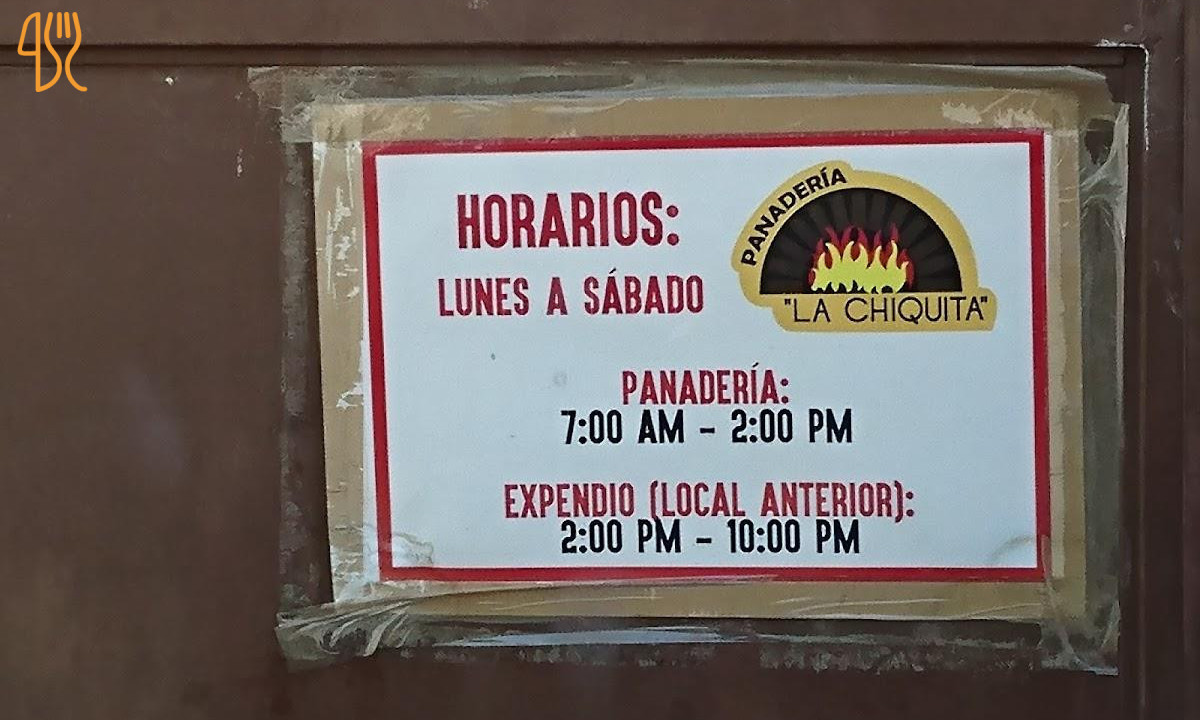 HORARIOS:
LUNES A SÁBADO
PANADERÍA
"LA CHIQUITA"
PANADERÍA:
7:00 AM - 2:00 PM
EXPENDIO (LOCAL ANTERIOR):
2:00 PM - 10:00 PM